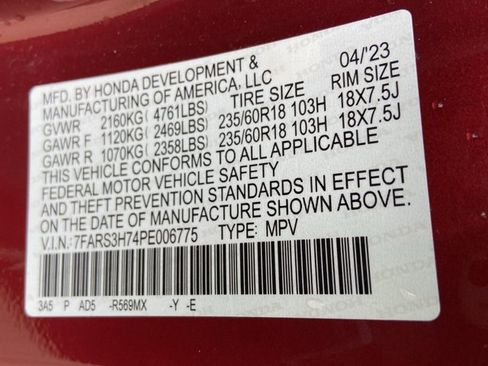 MFD. BY HONDA DEVELOPMENT & 04/'23
MANUFACTURING OF AMERICA, LLC
TIRE SIZE RIM SIZE
GVWR 2160KG ( 4761LBS)
GAWR F 1120KG ( 2469LBS) 235/60R18 103H 18X7.5J
GAWR R 1070KG ( 2358LBS) 235/60R18 103H 18X7.5J
THIS VEHICLE CONFORMS TO ALL APPLICABLE
FEDERAL MOTOR VEHICLE SAFETY
AND THEFT PREVENTION STANDARDS IN EFFECT
ON THE DATE OF MANUFACTURE SHOWN ABOVE.
V.I.N: 7FARS3H74PE006775 TYPE: MPV
3A5 P AD5 -R569MX -Y -E